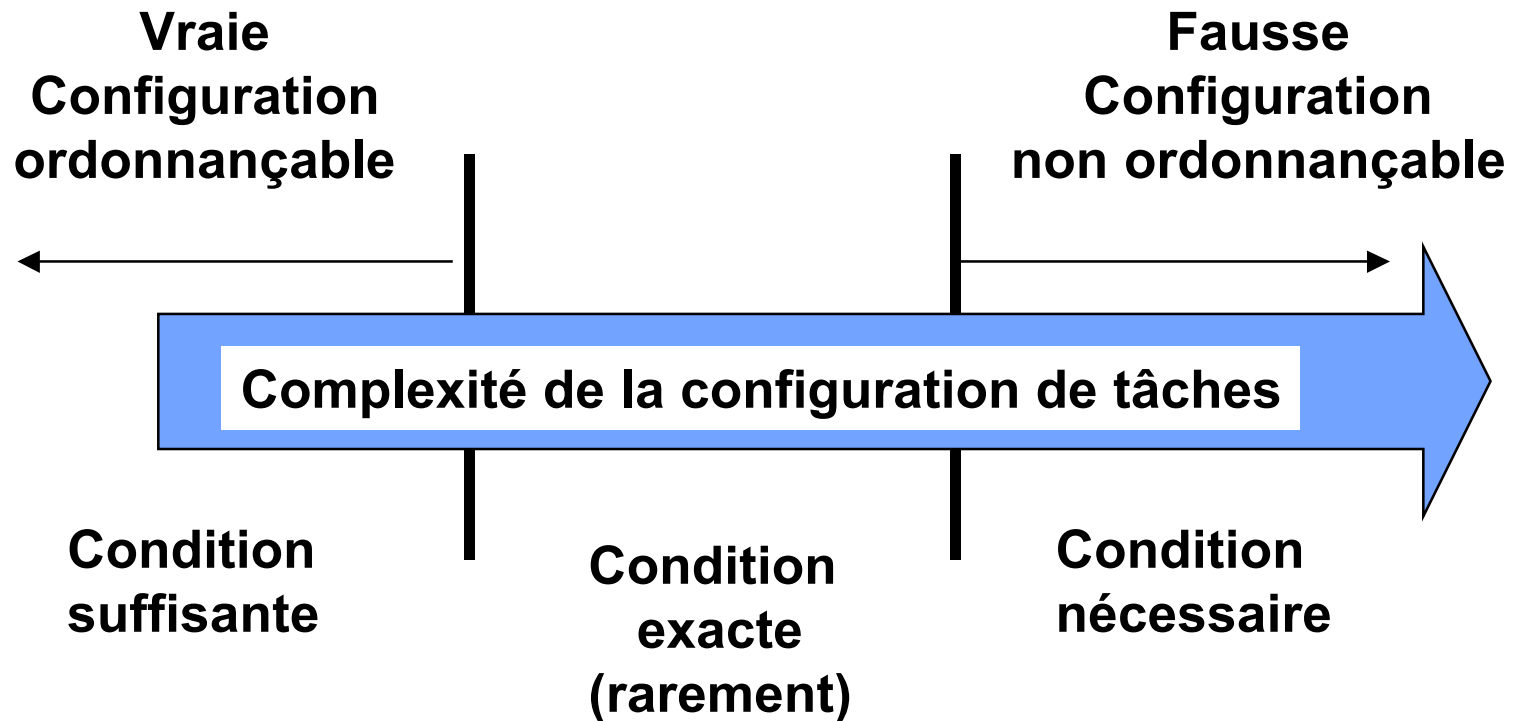 Vraie
Configuration
ordonnançable
Fausse
Configuration
non ordonnançable
Complexité de la configuration de tâches
Condition
suffisante
Condition
exacte
(rarement)
Condition
nécessaire